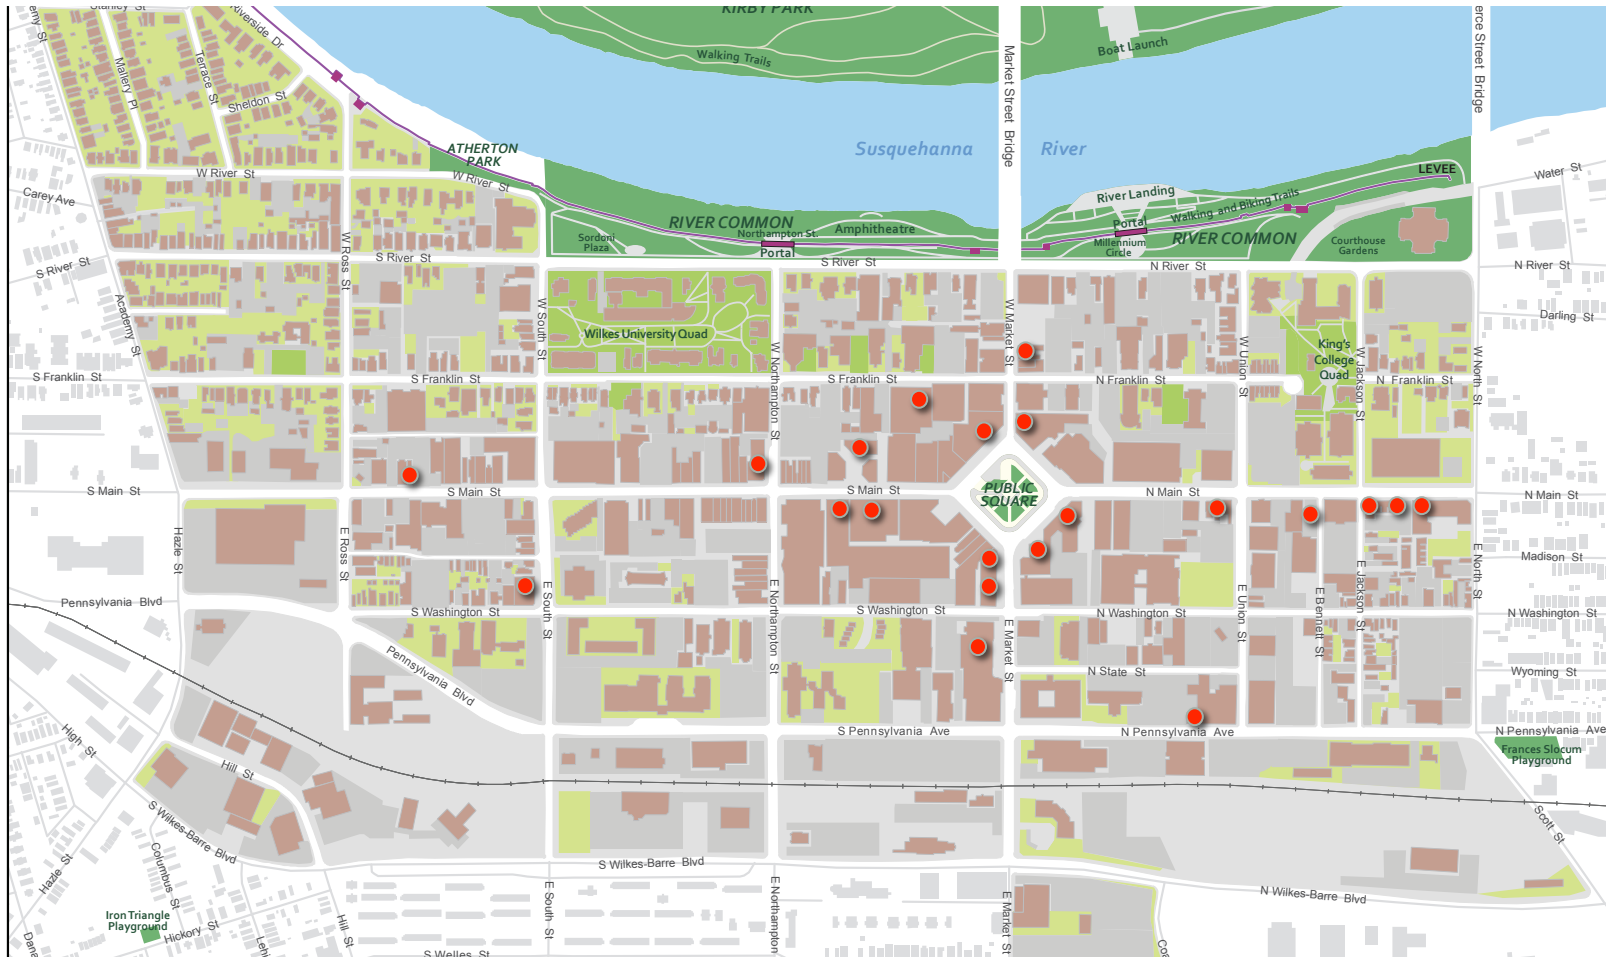 Stanley St
KIRBY PARK
emy St
Riverside Dr
Walking Trails
Boat Launch
Market Street Bridge
erce Street Bridge
Mallery Pl
Terrace St
Sheldon St
ATHERTON
PARK
Susquehanna River
W River St
W River St
LEVEE
Water St
Carey Ave
River Landing
Walking and Biking Trails
RIVER COMMON
Northampton St.
Portal
Amphitheatre
Sordoni
Plaza
Portal
Millennium
Circle
RIVER COMMON
Courthouse
Gardens
S River St
W Ross St
S River St
S River St
N River St
N River St
Academy St
W South St
Wilkes University Quad
W Northampton St
W Market St
W Union St
King's
College
Quad
W Jackson St
W North St
Darling St
S Franklin St
S Franklin St
S Franklin St
N Franklin St
N Franklin St
S Main St
S Main St
S Main St
PUBLIC
SQUARE
N Main St
N Main St
Hazle St
E Ross St
E South St
E Northampton St
E Market St
E Union St
E Bennett St
E Jackson St
E North St
Madison St
Pennsylvania Blvd
S Washington St
S Washington St
N Washington St
N Washington St
Pennsylvania Blvd
N State St
Wyoming St
High St
S Pennsylvania Ave
N Pennsylvania Ave
N Pennsylvania Ave
Frances Slocum
Playground
Hill St
S Wilkes-Barre Blvd
Scott St
Hazle St
Columbus St
S Wilkes-Barre Blvd
N Wilkes-Barre Blvd
E South St
E Northampton
E Market St
Iron Triangle
Playground
Hickory St
Hill St
Dana
Lehi
S Welles St
Coa